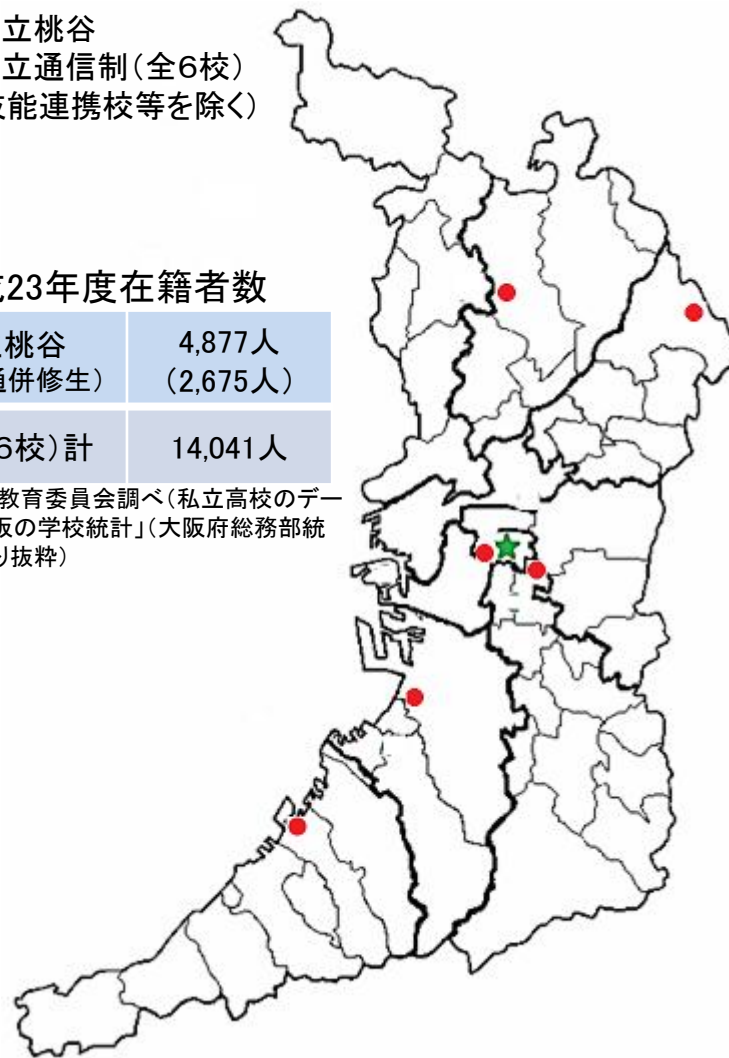 立桃谷
立通信制(全6校)
技能連携校等を除く)
23年度在籍者数
桃谷
併修生)
4,877人
(2,675人)
6校)計
14,041人
教育委員会調べ(私立高校のデー
阪の学校統計」(大阪府総務部統
り抜粋)